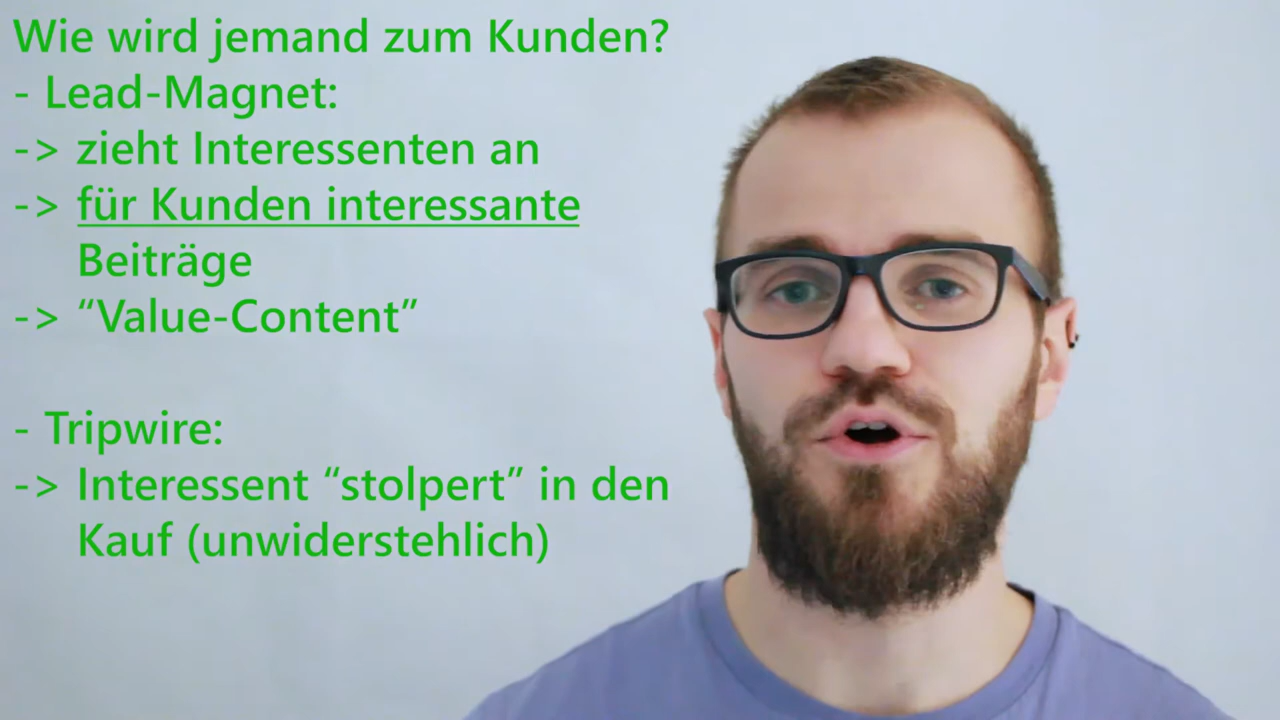 Wie wird jemand zum Kunden?
- Lead-Magnet:
-> zieht Interessenten an
-> für Kunden interessante
Beiträge
-> “Value-Content”
- Tripwire:
-> Interessent “stolpert” in den
Kauf (unwiderstehlich)